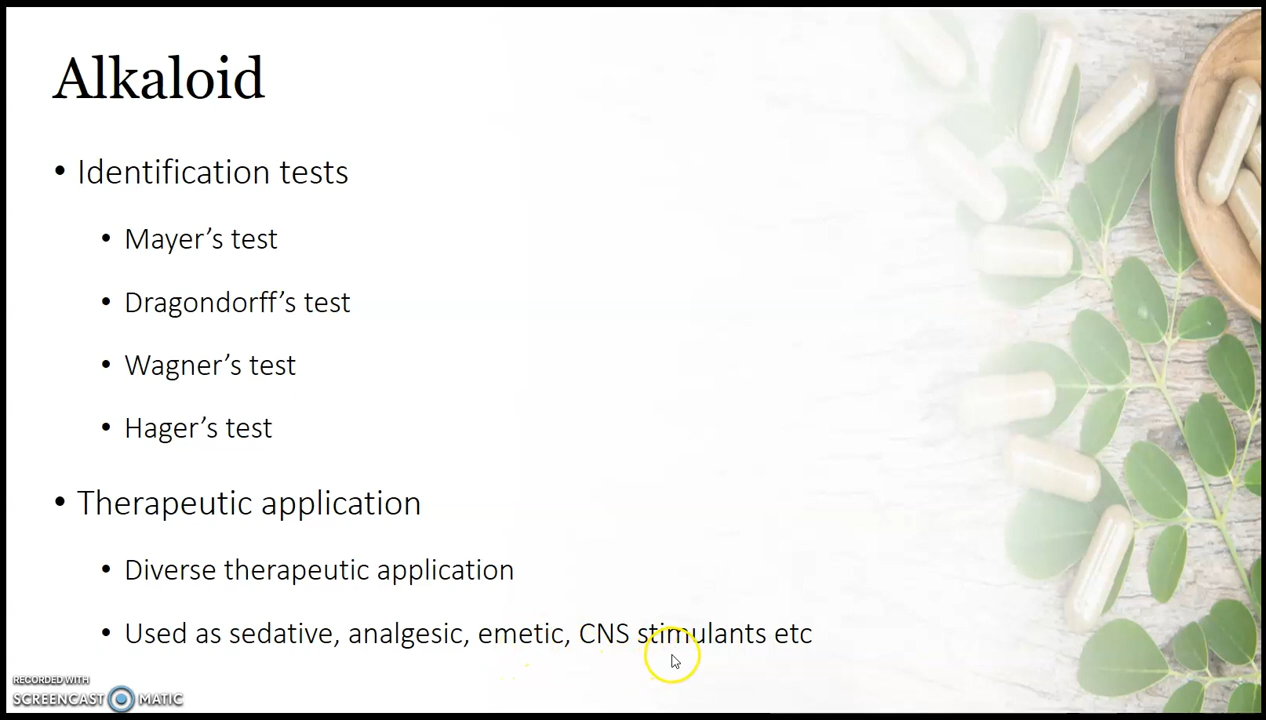 Alkaloid
• Identification tests
• Mayer’s test
• Dragondorff’s test
• Wagner’s test
• Hager’s test
• Therapeutic application
• Diverse therapeutic application
• Used as sedative, analgesic, emetic, CNS stimulants etc
RECORDED WITH
SCREENCAST MATIC